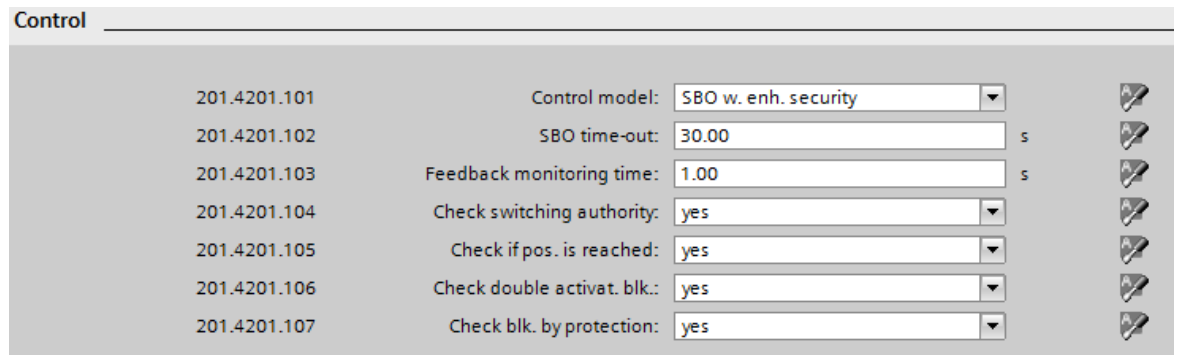 Control
201.4201.101 Control model: SBO w. enh. security
201.4201.102 SBO time-out: 30.00 s
201.4201.103 Feedback monitoring time: 1.00 s
201.4201.104 Check switching authority: yes
201.4201.105 Check if pos. is reached: yes
201.4201.106 Check double activat. blk.: yes
201.4201.107 Check blk. by protection: yes